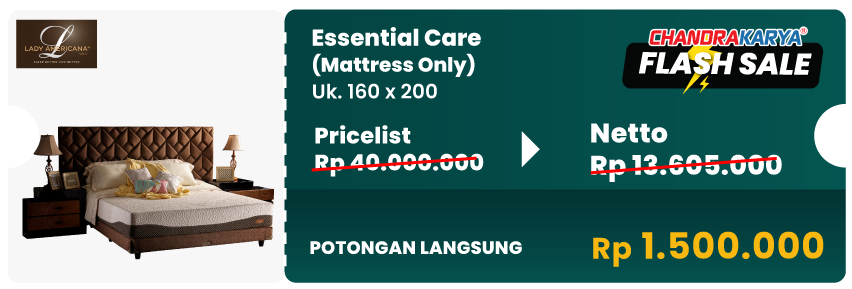 L
LADY AMERICANA
Essential Care
(Mattress Only)
Uk. 160 x 200
CHANDRAKARYA®
FLASH SALE
Pricelist
Rp 40.000.000
Netto
Rp 13.605.000
POTONGAN LANGSUNG
Rp 1.500.000